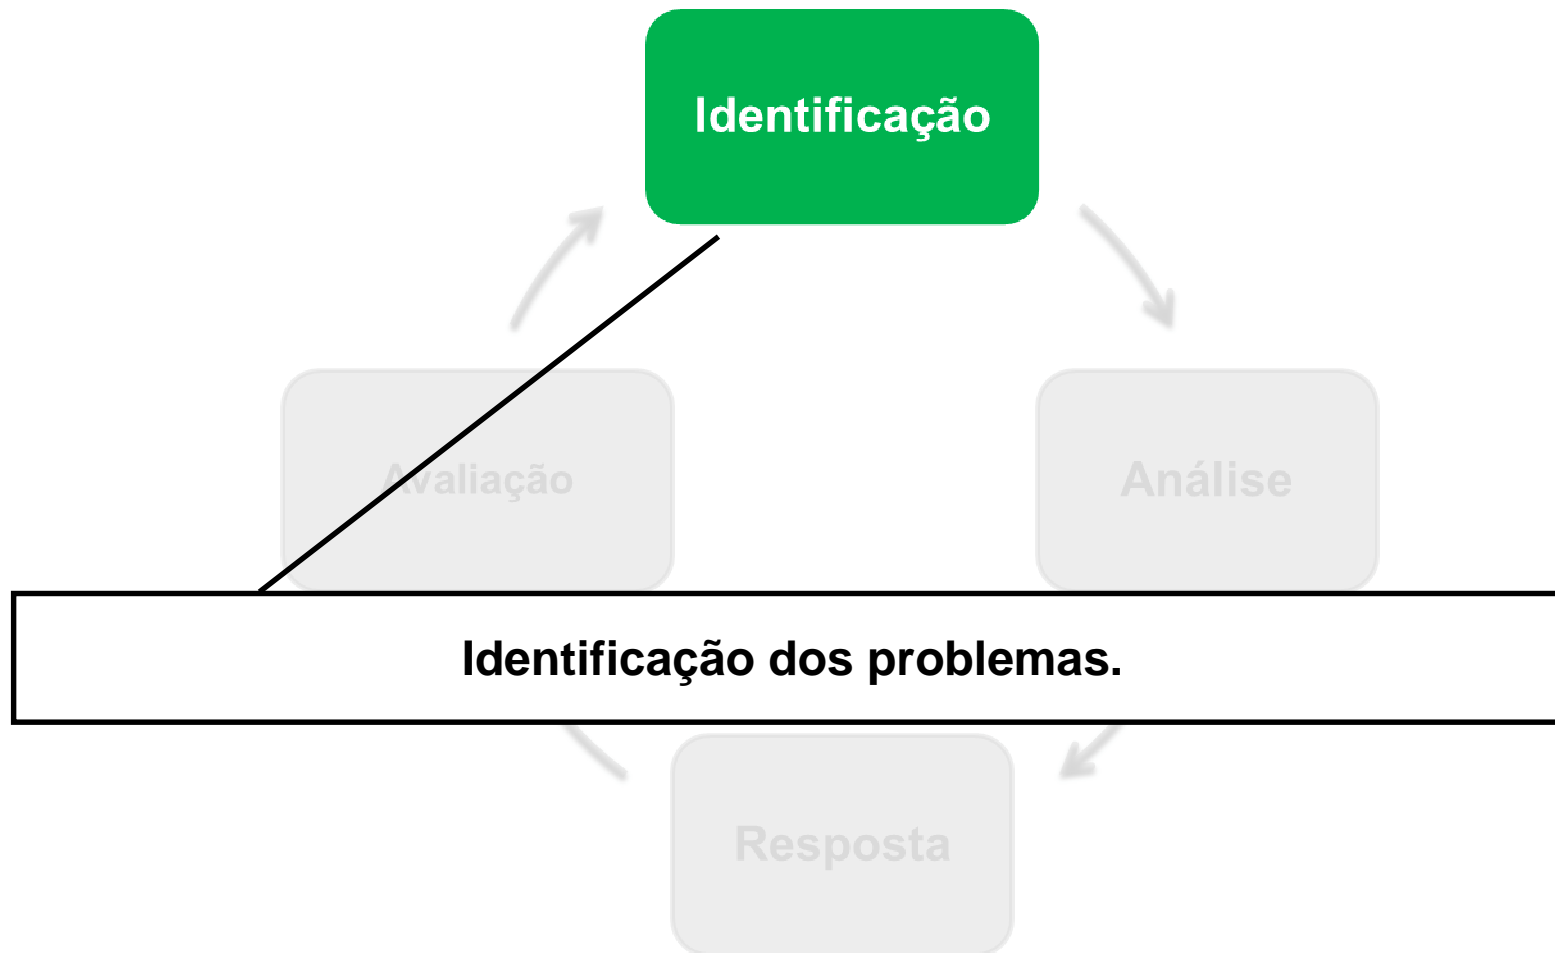 Identificação
Avaliação
Análise
Identificação dos problemas.
Resposta